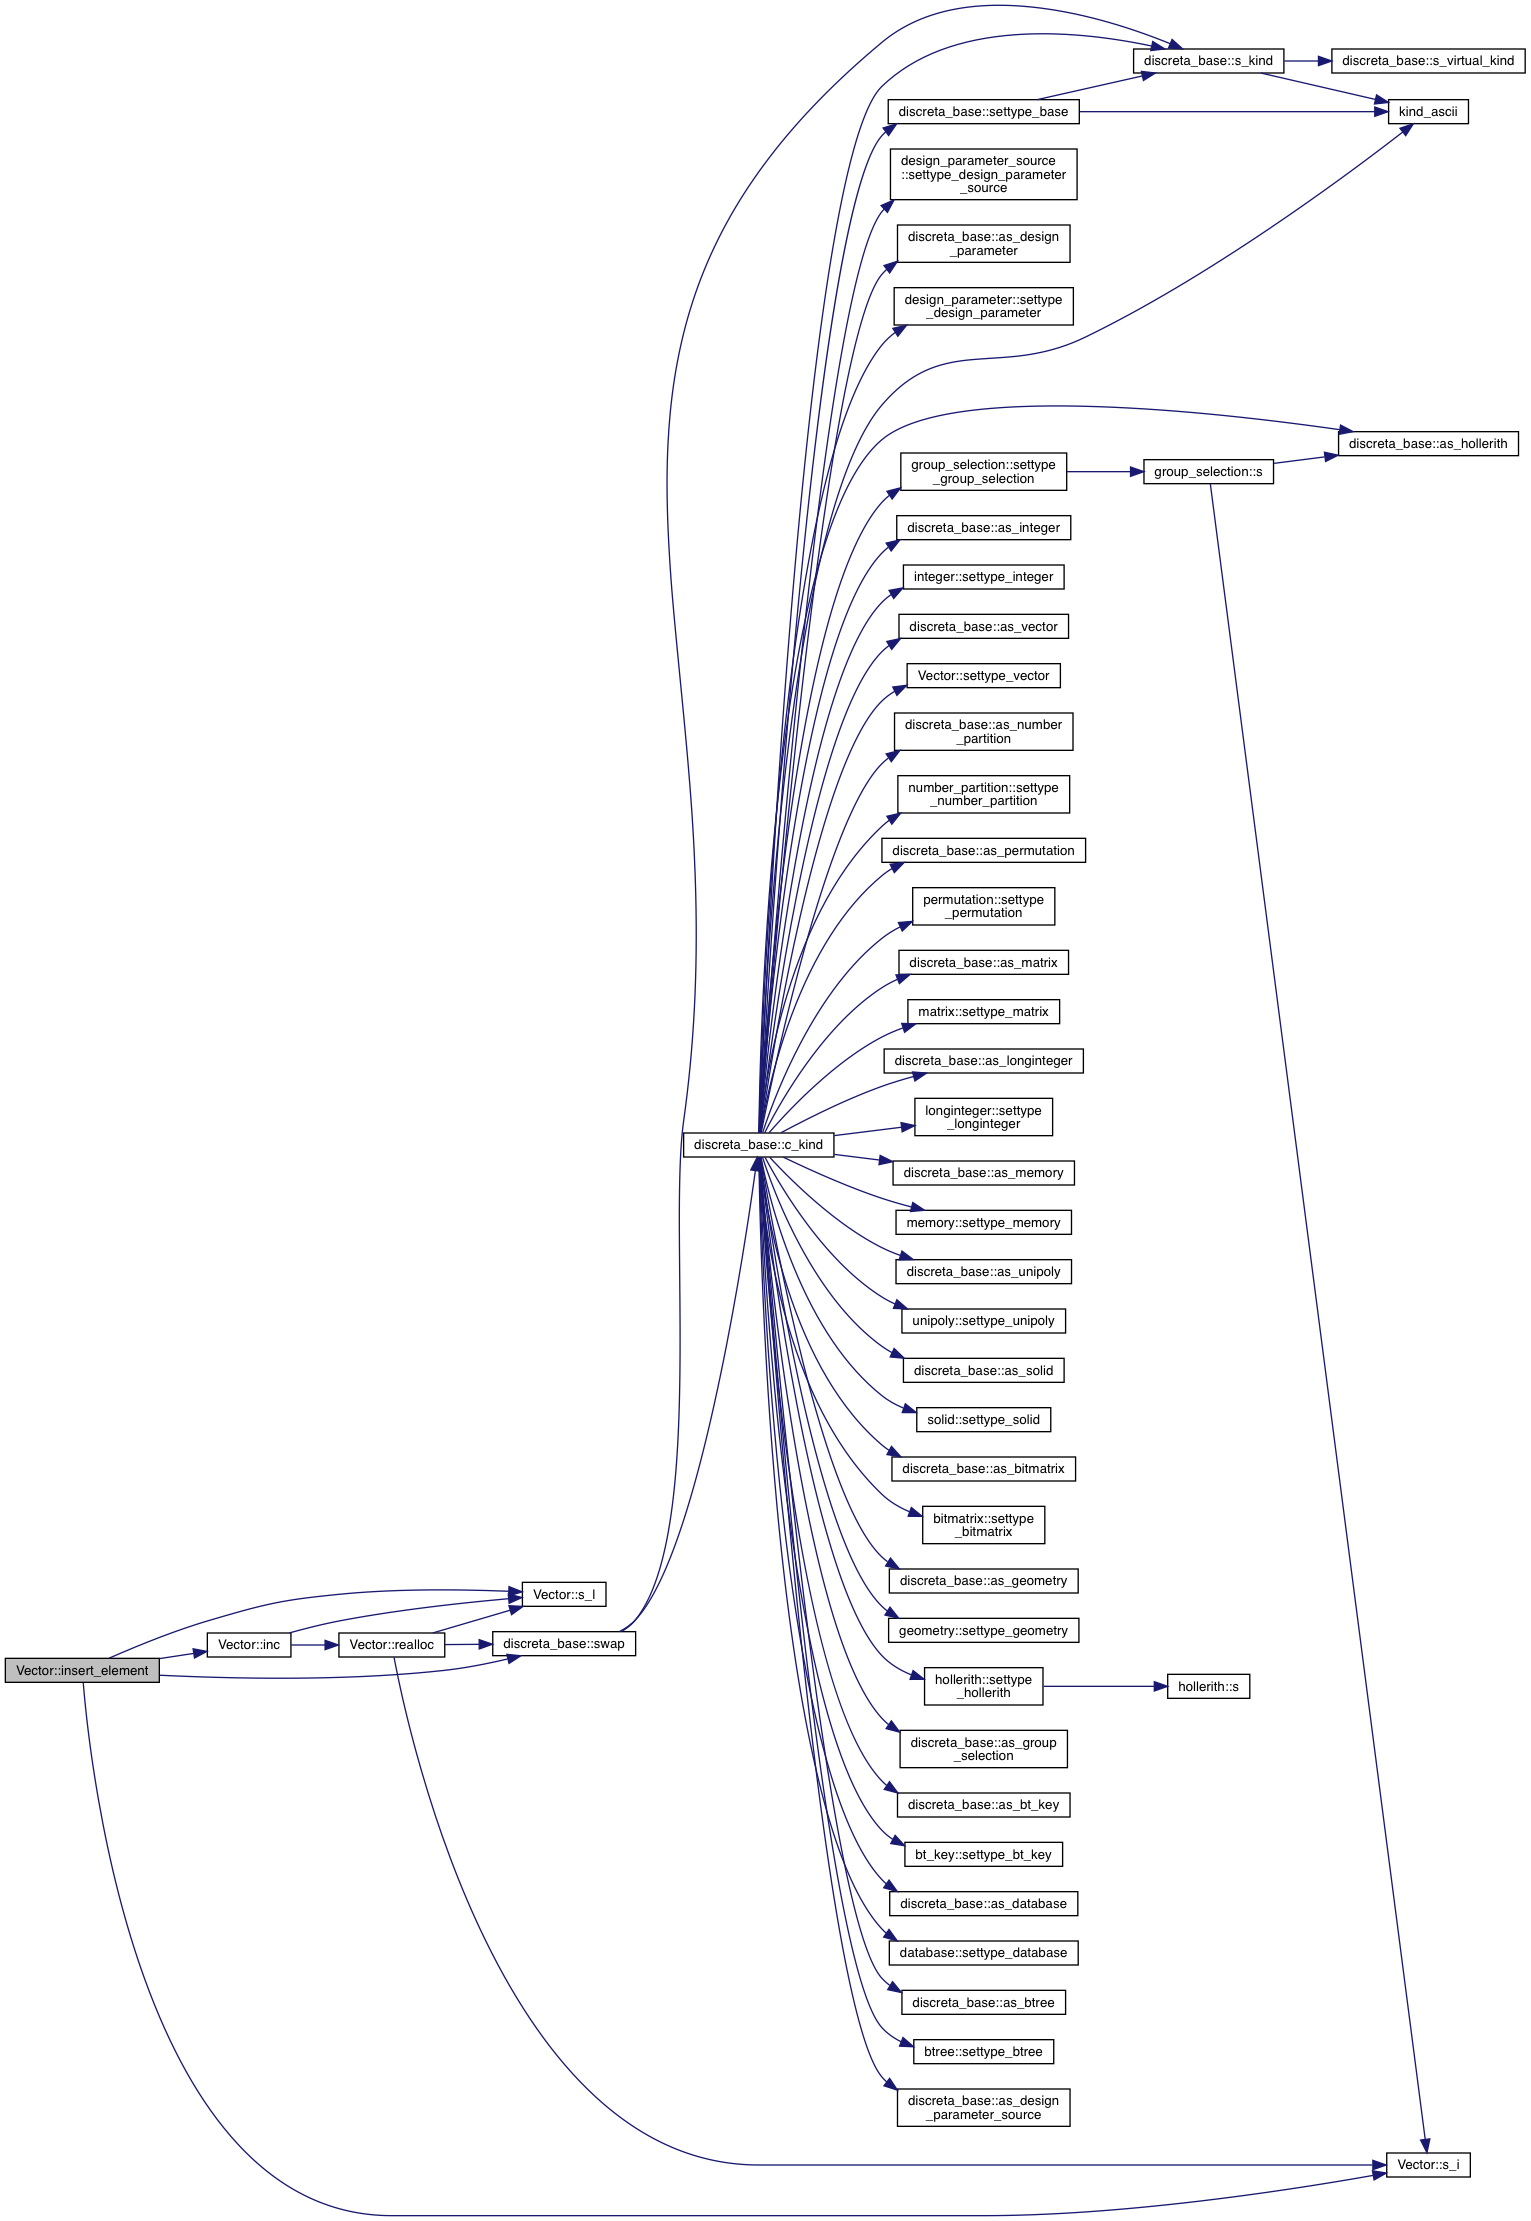 discreta_base::s_kind
discreta_base::s_virtual_kind
discreta_base::settype_base
kind_ascii
design_parameter_source
::settype_design_parameter
_source
discreta_base::as_design
_parameter
design_parameter::settype
_design_parameter
discreta_base::as_hollerith
group_selection::settype
_group_selection
group_selection::s
discreta_base::as_integer
integer::settype_integer
discreta_base::as_vector
Vector::settype_vector
discreta_base::as_number
_partition
number_partition::settype
_number_partition
discreta_base::as_permutation
permutation::settype
_permutation
discreta_base::as_matrix
matrix::settype_matrix
discreta_base::as_longinteger
longinteger::settype
_longinteger
discreta_base::c_kind
discreta_base::as_memory
memory::settype_memory
discreta_base::as_unipoly
unipoly::settype_unipoly
discreta_base::as_solid
solid::settype_solid
discreta_base::as_bitmatrix
bitmatrix::settype
_bitmatrix
discreta_base::as_geometry
Vector::s_l
geometry::settype_geometry
Vector::inc
Vector::realloc
discreta_base::swap
Vector::insert_element
hollerith::settype
_hollerith
hollerith::s
discreta_base::as_group
_selection
discreta_base::as_bt_key
bt_key::settype_bt_key
discreta_base::as_database
database::settype_database
discreta_base::as_btree
btree::settype_btree
discreta_base::as_design
_parameter_source
Vector::s_i